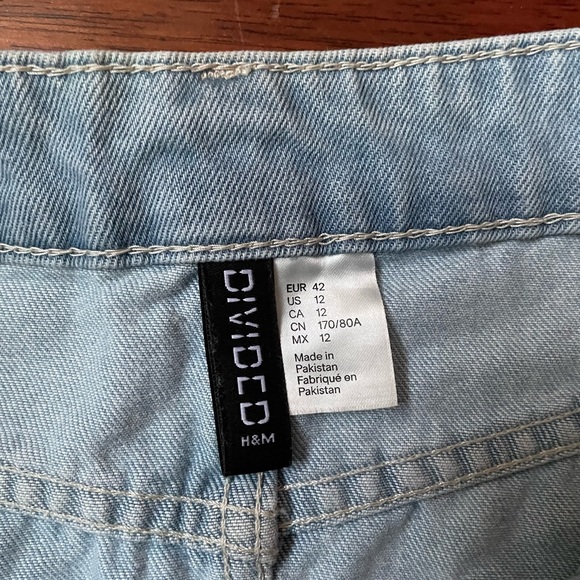 DIVIDED
H&M
EUR 42
US 12
CA 12
CN 170/80A
MX 12
Made in
Pakistan
Fabriqué en
Pakistan